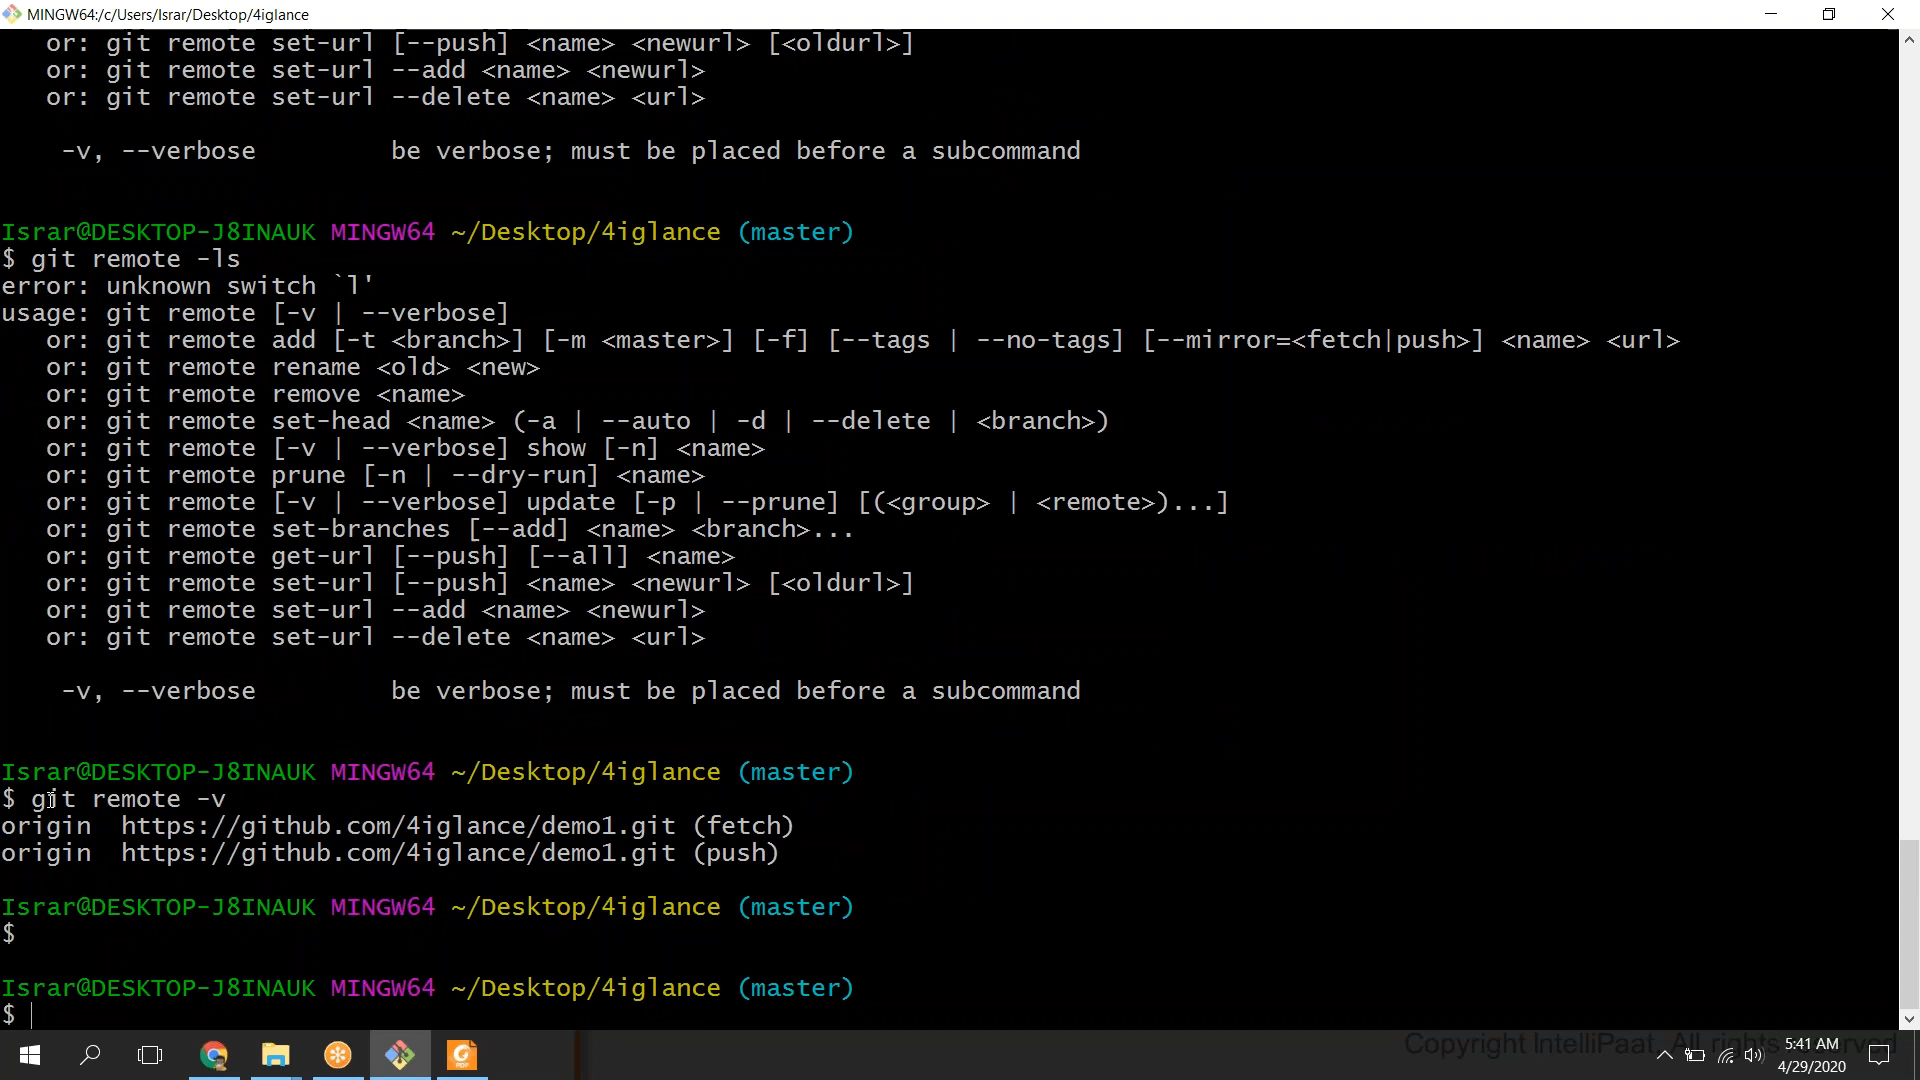 MINGW64:/c/Users/Israr/Desktop/4iglance
or: git remote set-url [--push] <name> <newurl> [<oldurl>]
or: git remote set-url --add <name> <newurl>
or: git remote set-url --delete <name> <url>
-v, --verbose be verbose; must be placed before a subcommand
Israr@DESKTOP-J8INAUK MINGW64 ~/Desktop/4iglance (master)
$ git remote -ls
error: unknown switch `l'
usage: git remote [-v | --verbose]
or: git remote add [-t <branch>] [-m <master>] [-f] [--tags | --no-tags] [--mirror=<fetch|push>] <name> <url>
or: git remote rename <old> <new>
or: git remote remove <name>
or: git remote set-head <name> (-a | --auto | -d | --delete | <branch>)
or: git remote [-v | --verbose] show [-n] <name>
or: git remote prune [-n | --dry-run] <name>
or: git remote [-v | --verbose] update [-p | --prune] [(<group> | <remote>)...]
or: git remote set-branches [--add] <name> <branch>...
or: git remote get-url [--push] [--all] <name>
or: git remote set-url [--push] <name> <newurl> [<oldurl>]
or: git remote set-url --add <name> <newurl>
or: git remote set-url --delete <name> <url>
-v, --verbose be verbose; must be placed before a subcommand
Israr@DESKTOP-J8INAUK MINGW64 ~/Desktop/4iglance (master)
$ git remote -v
origin https://github.com/4iglance/demo1.git (fetch)
origin https://github.com/4iglance/demo1.git (push)
Israr@DESKTOP-J8INAUK MINGW64 ~/Desktop/4iglance (master)
$
Israr@DESKTOP-J8INAUK MINGW64 ~/Desktop/4iglance (master)
$
Copyright IntelliPaat, All rights reserved
5:41 AM
4/29/2020